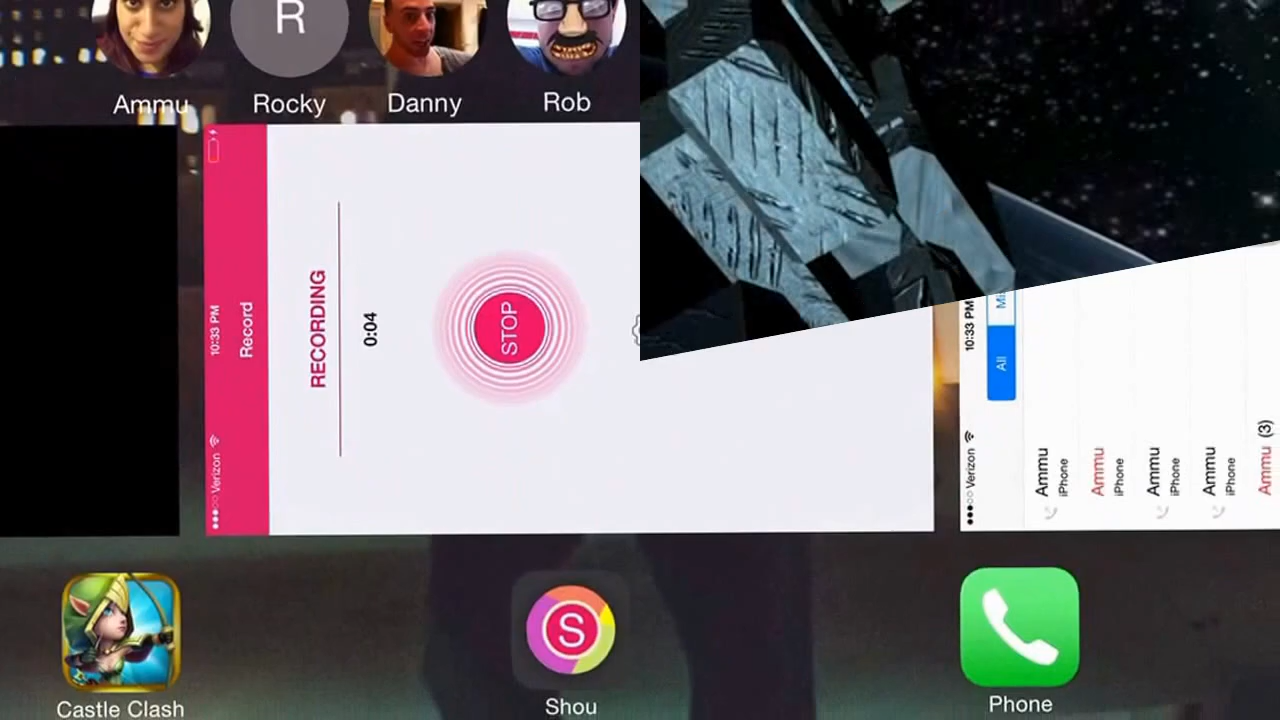 R
Ammu
Rocky
Danny
Rob
10:33 PM
Verizon
Record
RECORDING
0:04
STOP
10:33 PM
Verizon
All
Ammu
iPhone
Ammu
iPhone
Ammu
iPhone
Ammu
iPhone
Ammu (3)
S
Castle Clash
Shou
Phone